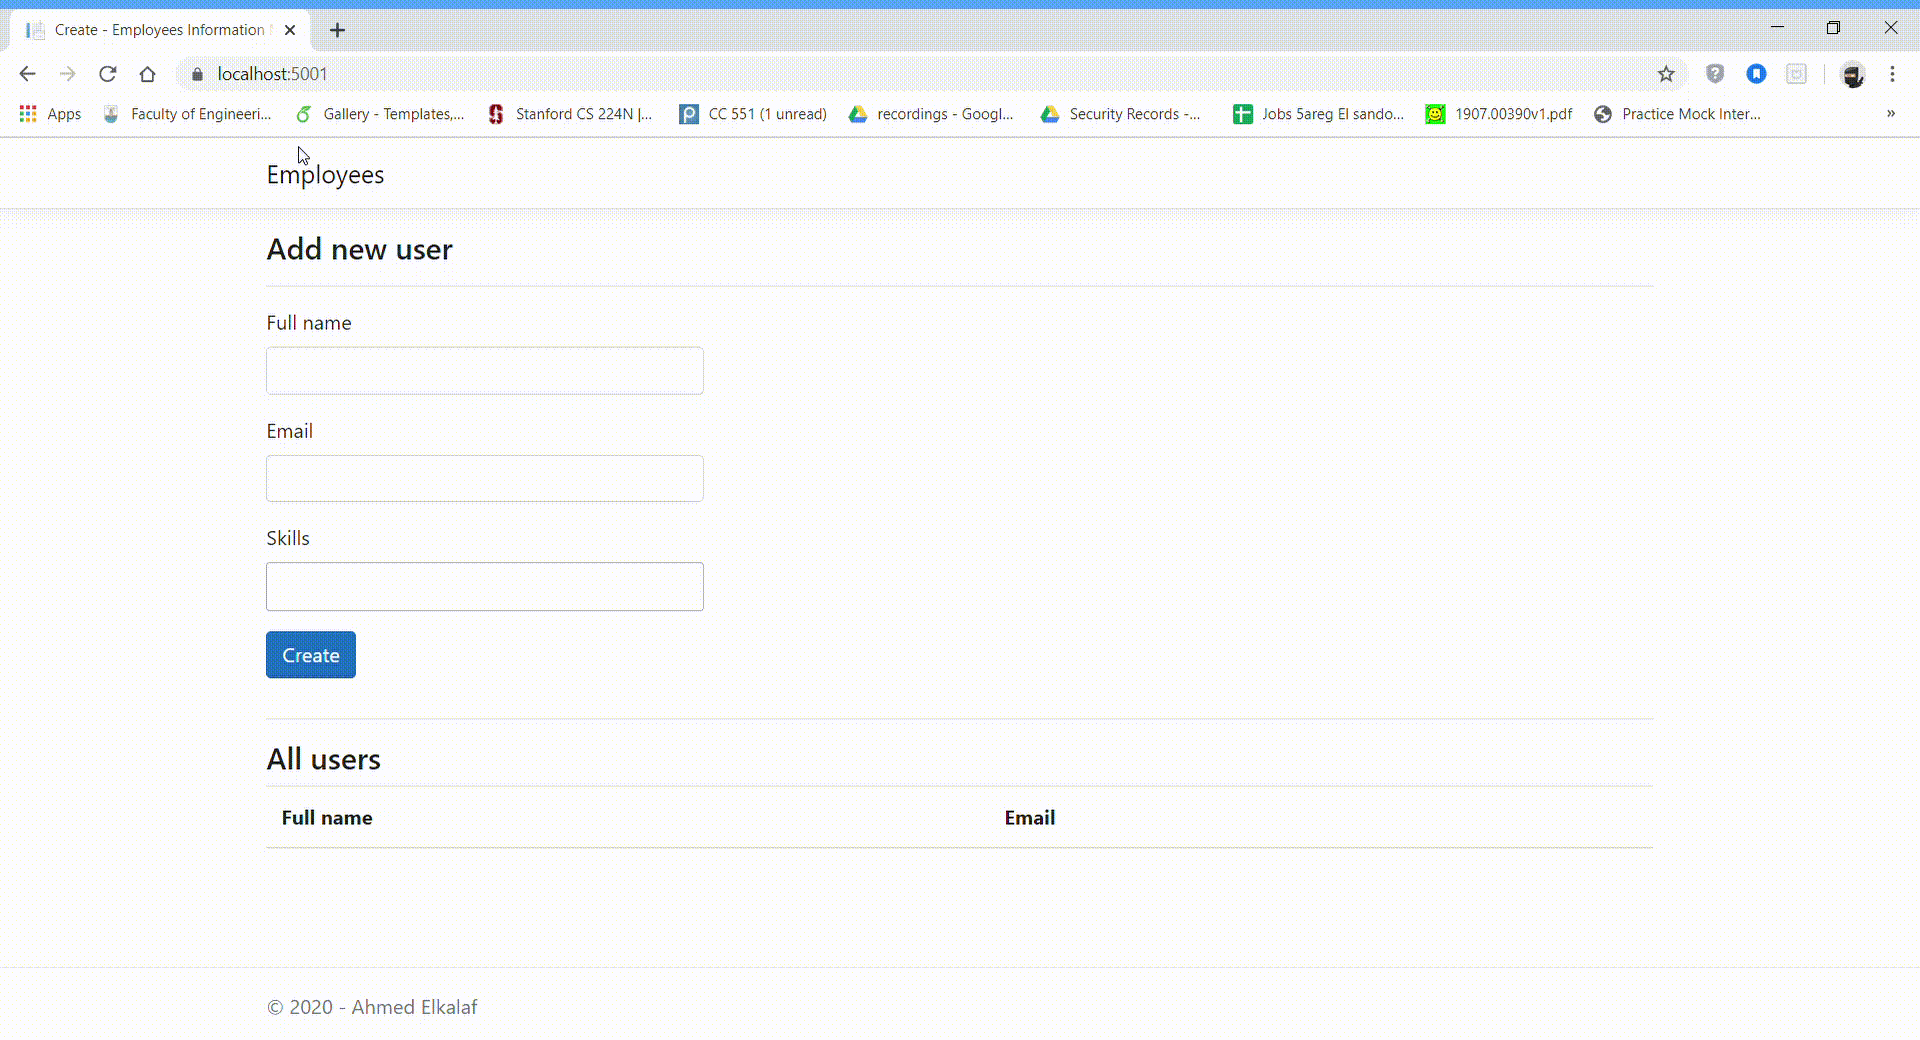 Create - Employees Information
localhost:5001
Apps Faculty of Engineeri... Gallery - Templates,... Stanford CS 224N |... CC 551 (1 unread) recordings - Googl... Security Records -... Jobs 5areg El sando... 1907.00390v1.pdf Practice Mock Inter... »
Employees
Add new user
Full name
Email
Skills
Create
All users
Full name Email
© 2020 - Ahmed Elkalaf